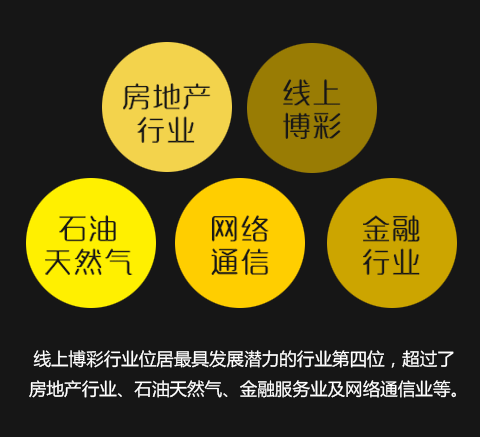 房地产
行业
线上
博彩
石油
天然气
网络
通信
金融
行业
线上博彩行业位居最具发展潜力的行业第四位，超过了
房地产行业、石油天然气、金融服务业及网络通信业等。